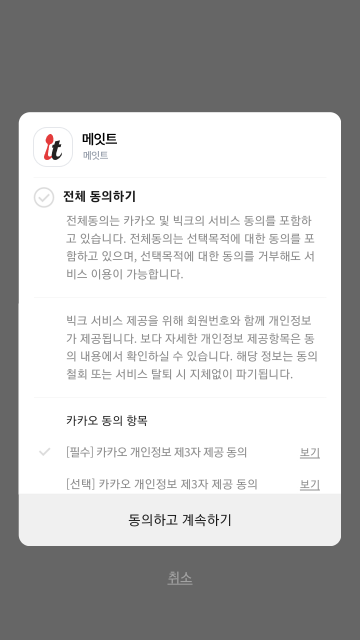 it
메잇트
메잇트
전체 동의하기
전체동의는 카카오 및 빅크의 서비스 동의를 포함하
고 있습니다. 전체동의는 선택목적에 대한 동의를 포
함하고 있으며, 선택목적에 대한 동의를 거부해도 서
비스 이용이 가능합니다.
빅크 서비스 제공을 위해 회원번호와 함께 개인정보
가 제공됩니다. 보다 자세한 개인정보 제공항목은 동
의 내용에서 확인하실 수 있습니다. 해당 정보는 동의
철회 또는 서비스 탈퇴 시 지체없이 파기됩니다.
카카오 동의 항목
[필수] 카카오 개인정보 제3자 제공 동의 보기
[선택] 카카오 개인정보 제3자 제공 동의 보기
동의하고 계속하기
취소